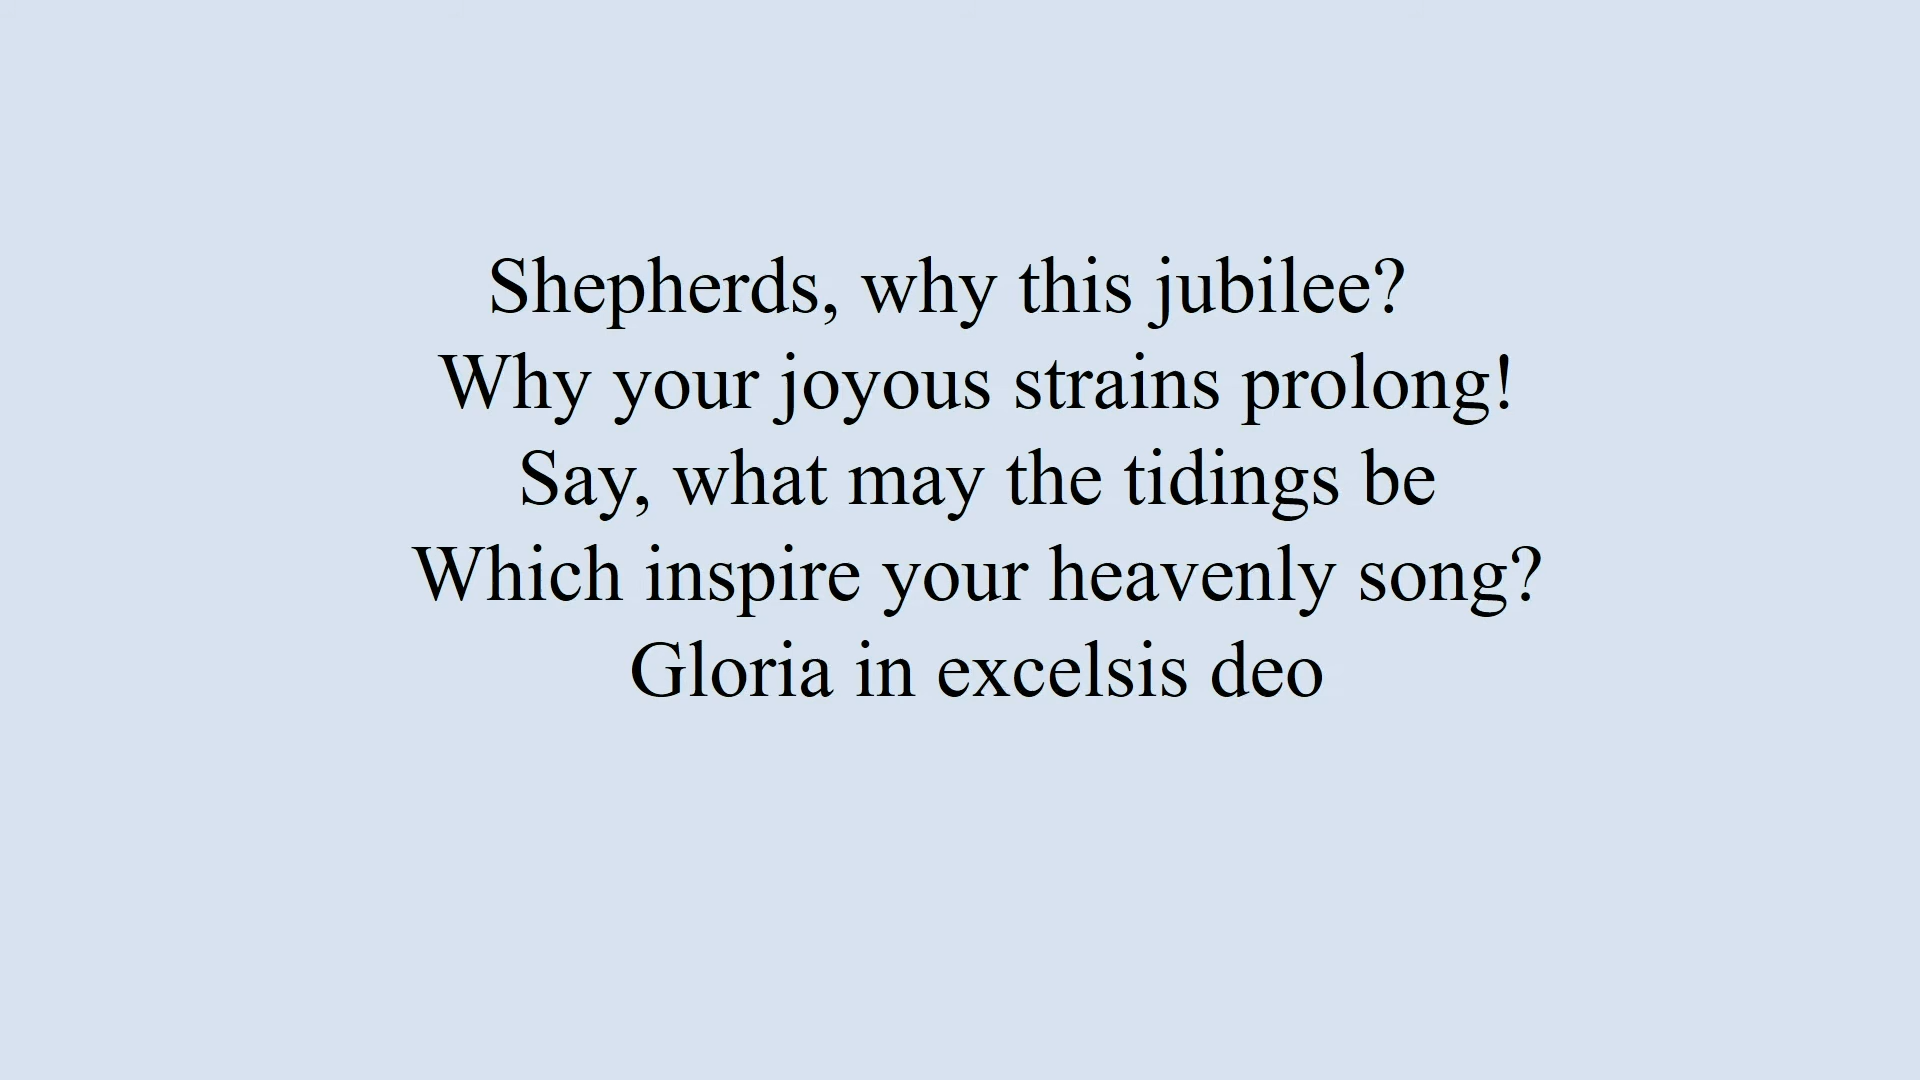 Shepherds, why this jubilee?
Why your joyous strains prolong!
Say, what may the tidings be
Which inspire your heavenly song?
Gloria in excelsis deo